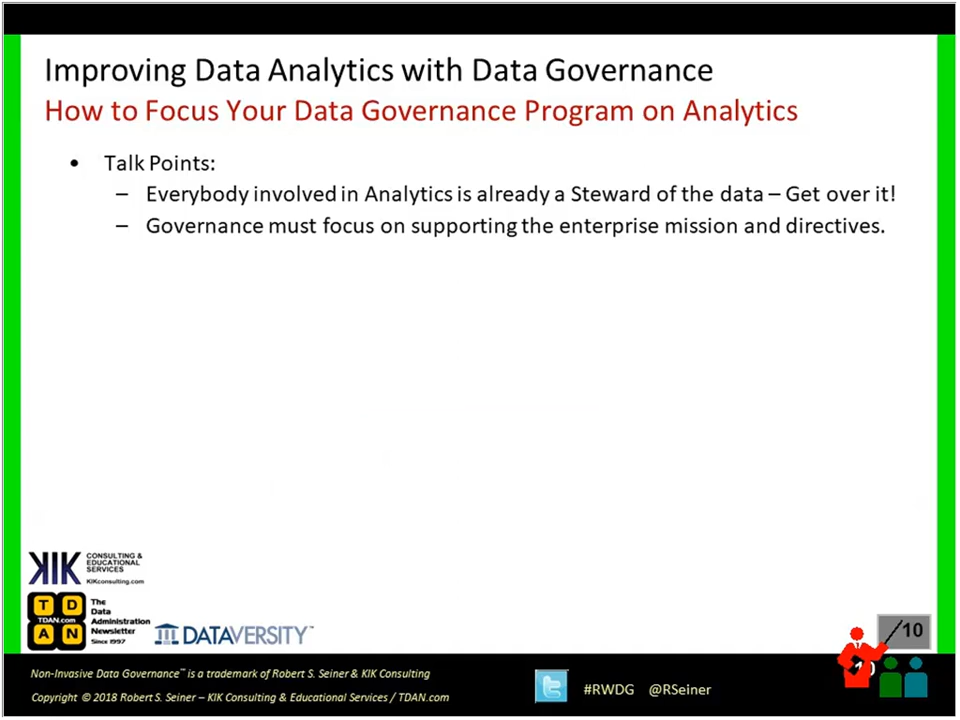 Improving Data Analytics with Data Governance
How to Focus Your Data Governance Program on Analytics
• Talk Points:
– Everybody involved in Analytics is already a Steward of the data – Get over it!
– Governance must focus on supporting the enterprise mission and directives.
KIK CONSULTING & EDUCATIONAL SERVICES
KIKconsulting.com
TDAN.com
The Data Administration Newsletter
Since 1997
DATAVERSITY™
/10
10
Non-Invasive Data Governance™ is a trademark of Robert S. Seiner & KIK Consulting
Copyright © 2018 Robert S. Seiner – KIK Consulting & Educational Services / TDAN.com
#RWDG @RSeiner